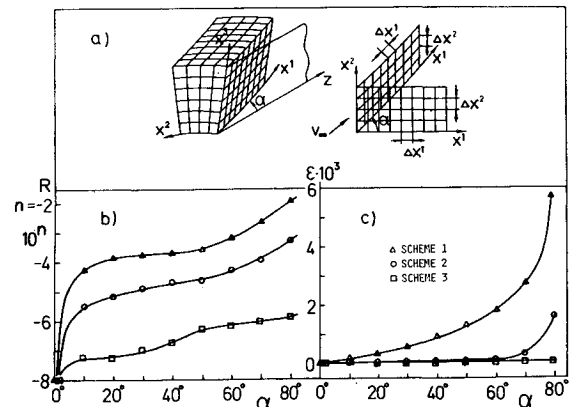 a)
x³
x¹
z
α
x²
Δx¹
Δx²
x²
x¹
Δx²
α
V∞
Δx¹
x¹
R
n=-2
10ⁿ
-4
-6
-8
b)
0° 20° 40° 60° 80°
α
ε·10³
6
4
2
0
c)
△ SCHEME 1
○ SCHEME 2
□ SCHEME 3
0° 20° 40° 60° 80°
α